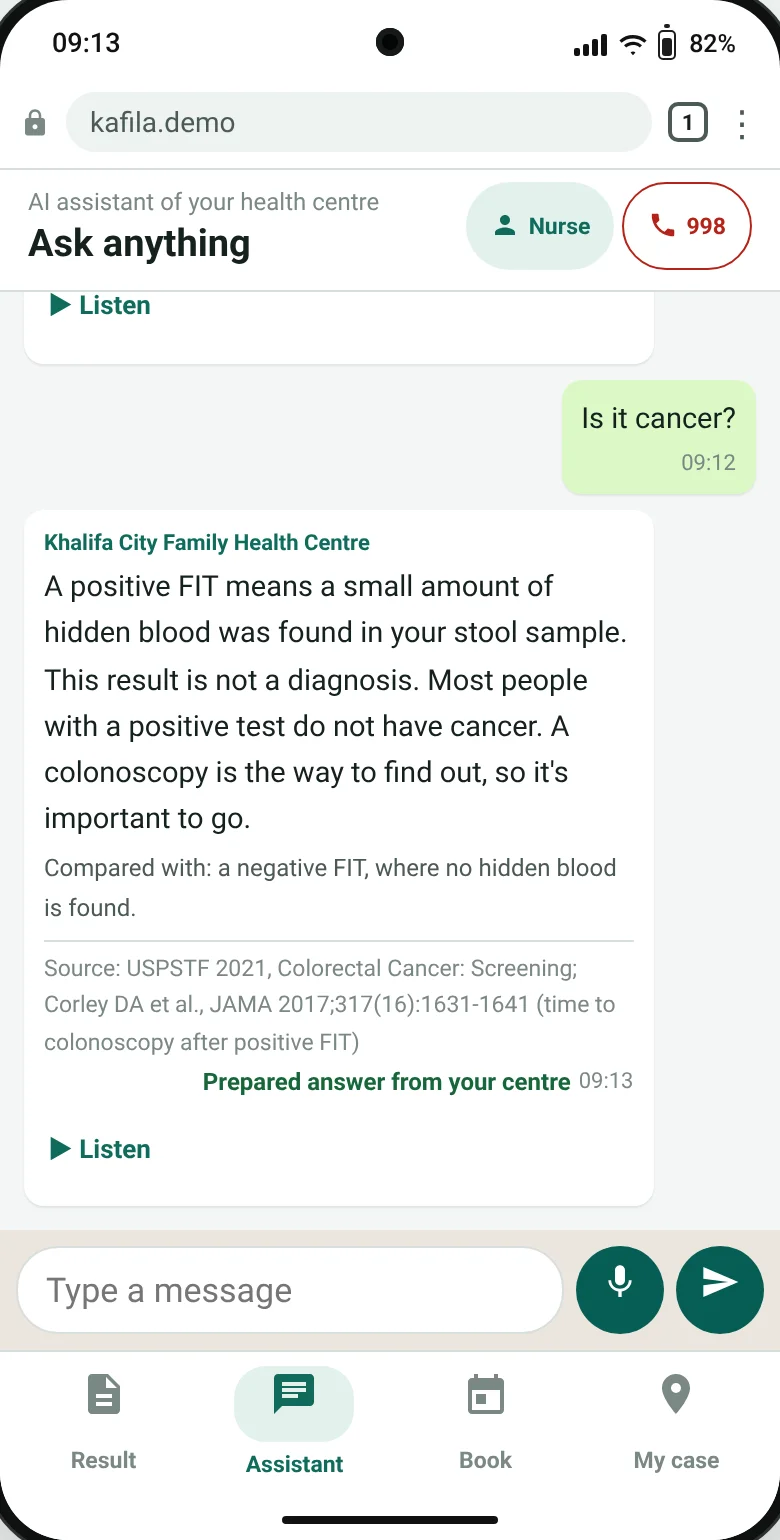 09:13
82%
kafila.demo
1
AI assistant of your health centre
Ask anything
Nurse
998
Listen
Is it cancer?
09:12
Khalifa City Family Health Centre
A positive FIT means a small amount of
hidden blood was found in your stool sample.
This result is not a diagnosis. Most people
with a positive test do not have cancer. A
colonoscopy is the way to find out, so it's
important to go.
Compared with: a negative FIT, where no hidden blood
is found.
Source: USPSTF 2021, Colorectal Cancer: Screening;
Corley DA et al., JAMA 2017;317(16):1631-1641 (time to
colonoscopy after positive FIT)
Prepared answer from your centre 09:13
Listen
Type a message
Result
Assistant
Book
My case